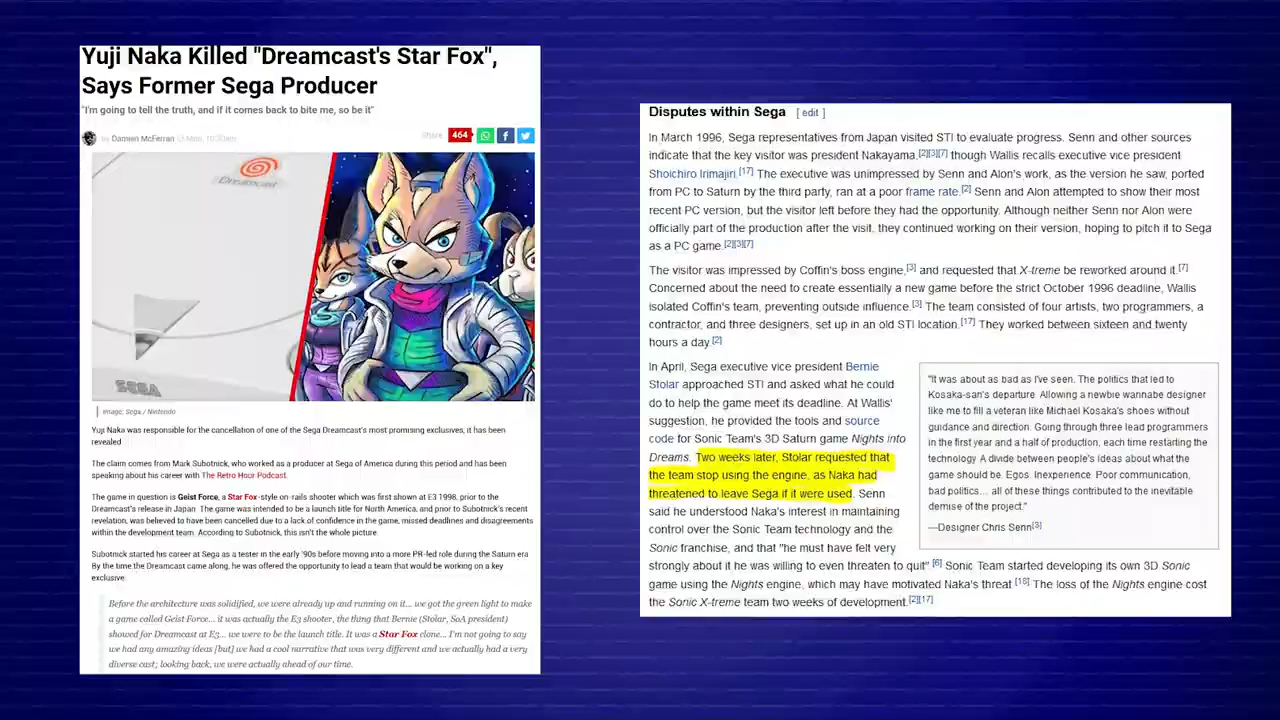 Yuji Naka Killed "Dreamcast's Star Fox",
Says Former Sega Producer
"I'm going to tell the truth, and if it comes back to bite me, so be it"
by Damien McFerran 13 Mar, 10:30am
Share: 464
Dreamcast
SEGA
Image: Sega / Nintendo
Yuji Naka was responsible for the cancellation of one of the Sega Dreamcast's most promising exclusives, it has been
revealed
The claim comes from Mark Subotnick, who worked as a producer at Sega of America during this period and has been
speaking about his career with The Retro Hour Podcast.
The game in question is Geist Force, a Star Fox-style on-rails shooter which was first shown at E3 1998, prior to the
Dreamcast's release in Japan. The game was intended to be a launch title for North America, and prior to Subotnick's recent
revelation, was believed to have been cancelled due to a lack of confidence in the game, missed deadlines and disagreements
within the development team. According to Subotnick, this isn't the whole picture.
Subotnick started his career at Sega as a tester in the early '90s before moving into a more PR-led role during the Saturn era
By the time the Dreamcast came along, he was offered the opportunity to lead a team that would be working on a key
exclusive.
Before the architecture was solidified, we were already up and running on it... we got the green light to make
a game called Geist Force... it was actually the E3 shooter, the thing that Bernie (Stolar, SoA president)
showed for Dreamcast at E3... we were to be the launch title. It was a Star Fox clone... I'm not going to say
we had any amazing ideas [but] we had a cool narrative that was very different and we actually had a very
diverse cast; looking back, we were actually ahead of our time.
Disputes within Sega [ edit ]
In March 1996, Sega representatives from Japan visited STI to evaluate progress. Senn and other sources
indicate that the key visitor was president Nakayama,[2][3][7] though Wallis recalls executive vice president
Shoichiro Irimajiri.[17] The executive was unimpressed by Senn and Alon's work, as the version he saw, ported
from PC to Saturn by the third party, ran at a poor frame rate.[2] Senn and Alon attempted to show their most
recent PC version, but the visitor left before they had the opportunity. Although neither Senn nor Alon were
officially part of the production after the visit, they continued working on their version, hoping to pitch it to Sega
as a PC game.[2][3][7]
The visitor was impressed by Coffin's boss engine,[3] and requested that X-treme be reworked around it.[7]
Concerned about the need to create essentially a new game before the strict October 1996 deadline, Wallis
isolated Coffin's team, preventing outside influence.[3] The team consisted of four artists, two programmers, a
contractor, and three designers, set up in an old STI location.[17] They worked between sixteen and twenty
hours a day.[2]
In April, Sega executive vice president Bernie
Stolar approached STI and asked what he could
do to help the game meet its deadline. At Wallis'
suggestion, he provided the tools and source
code for Sonic Team's 3D Saturn game Nights into
Dreams. Two weeks later, Stolar requested that
the team stop using the engine, as Naka had
threatened to leave Sega if it were used. Senn
said he understood Naka's interest in maintaining
control over the Sonic Team technology and the
Sonic franchise, and that "he must have felt very
strongly about it he was willing to even threaten to quit".[6] Sonic Team started developing its own 3D Sonic
game using the Nights engine, which may have motivated Naka's threat.[18] The loss of the Nights engine cost
the Sonic X-treme team two weeks of development.[2][17]
"It was about as bad as I've seen. The politics that led to
Kosaka-san's departure. Allowing a newbie wannabe designer
like me to fill a veteran like Michael Kosaka's shoes without
guidance and direction. Going through three lead programmers
in the first year and a half of production, each time restarting the
technology. A divide between people's ideas about what the
game should be. Egos. Inexperience. Poor communication,
bad politics... all of these things contributed to the inevitable
demise of the project."
—Designer Chris Senn[3]